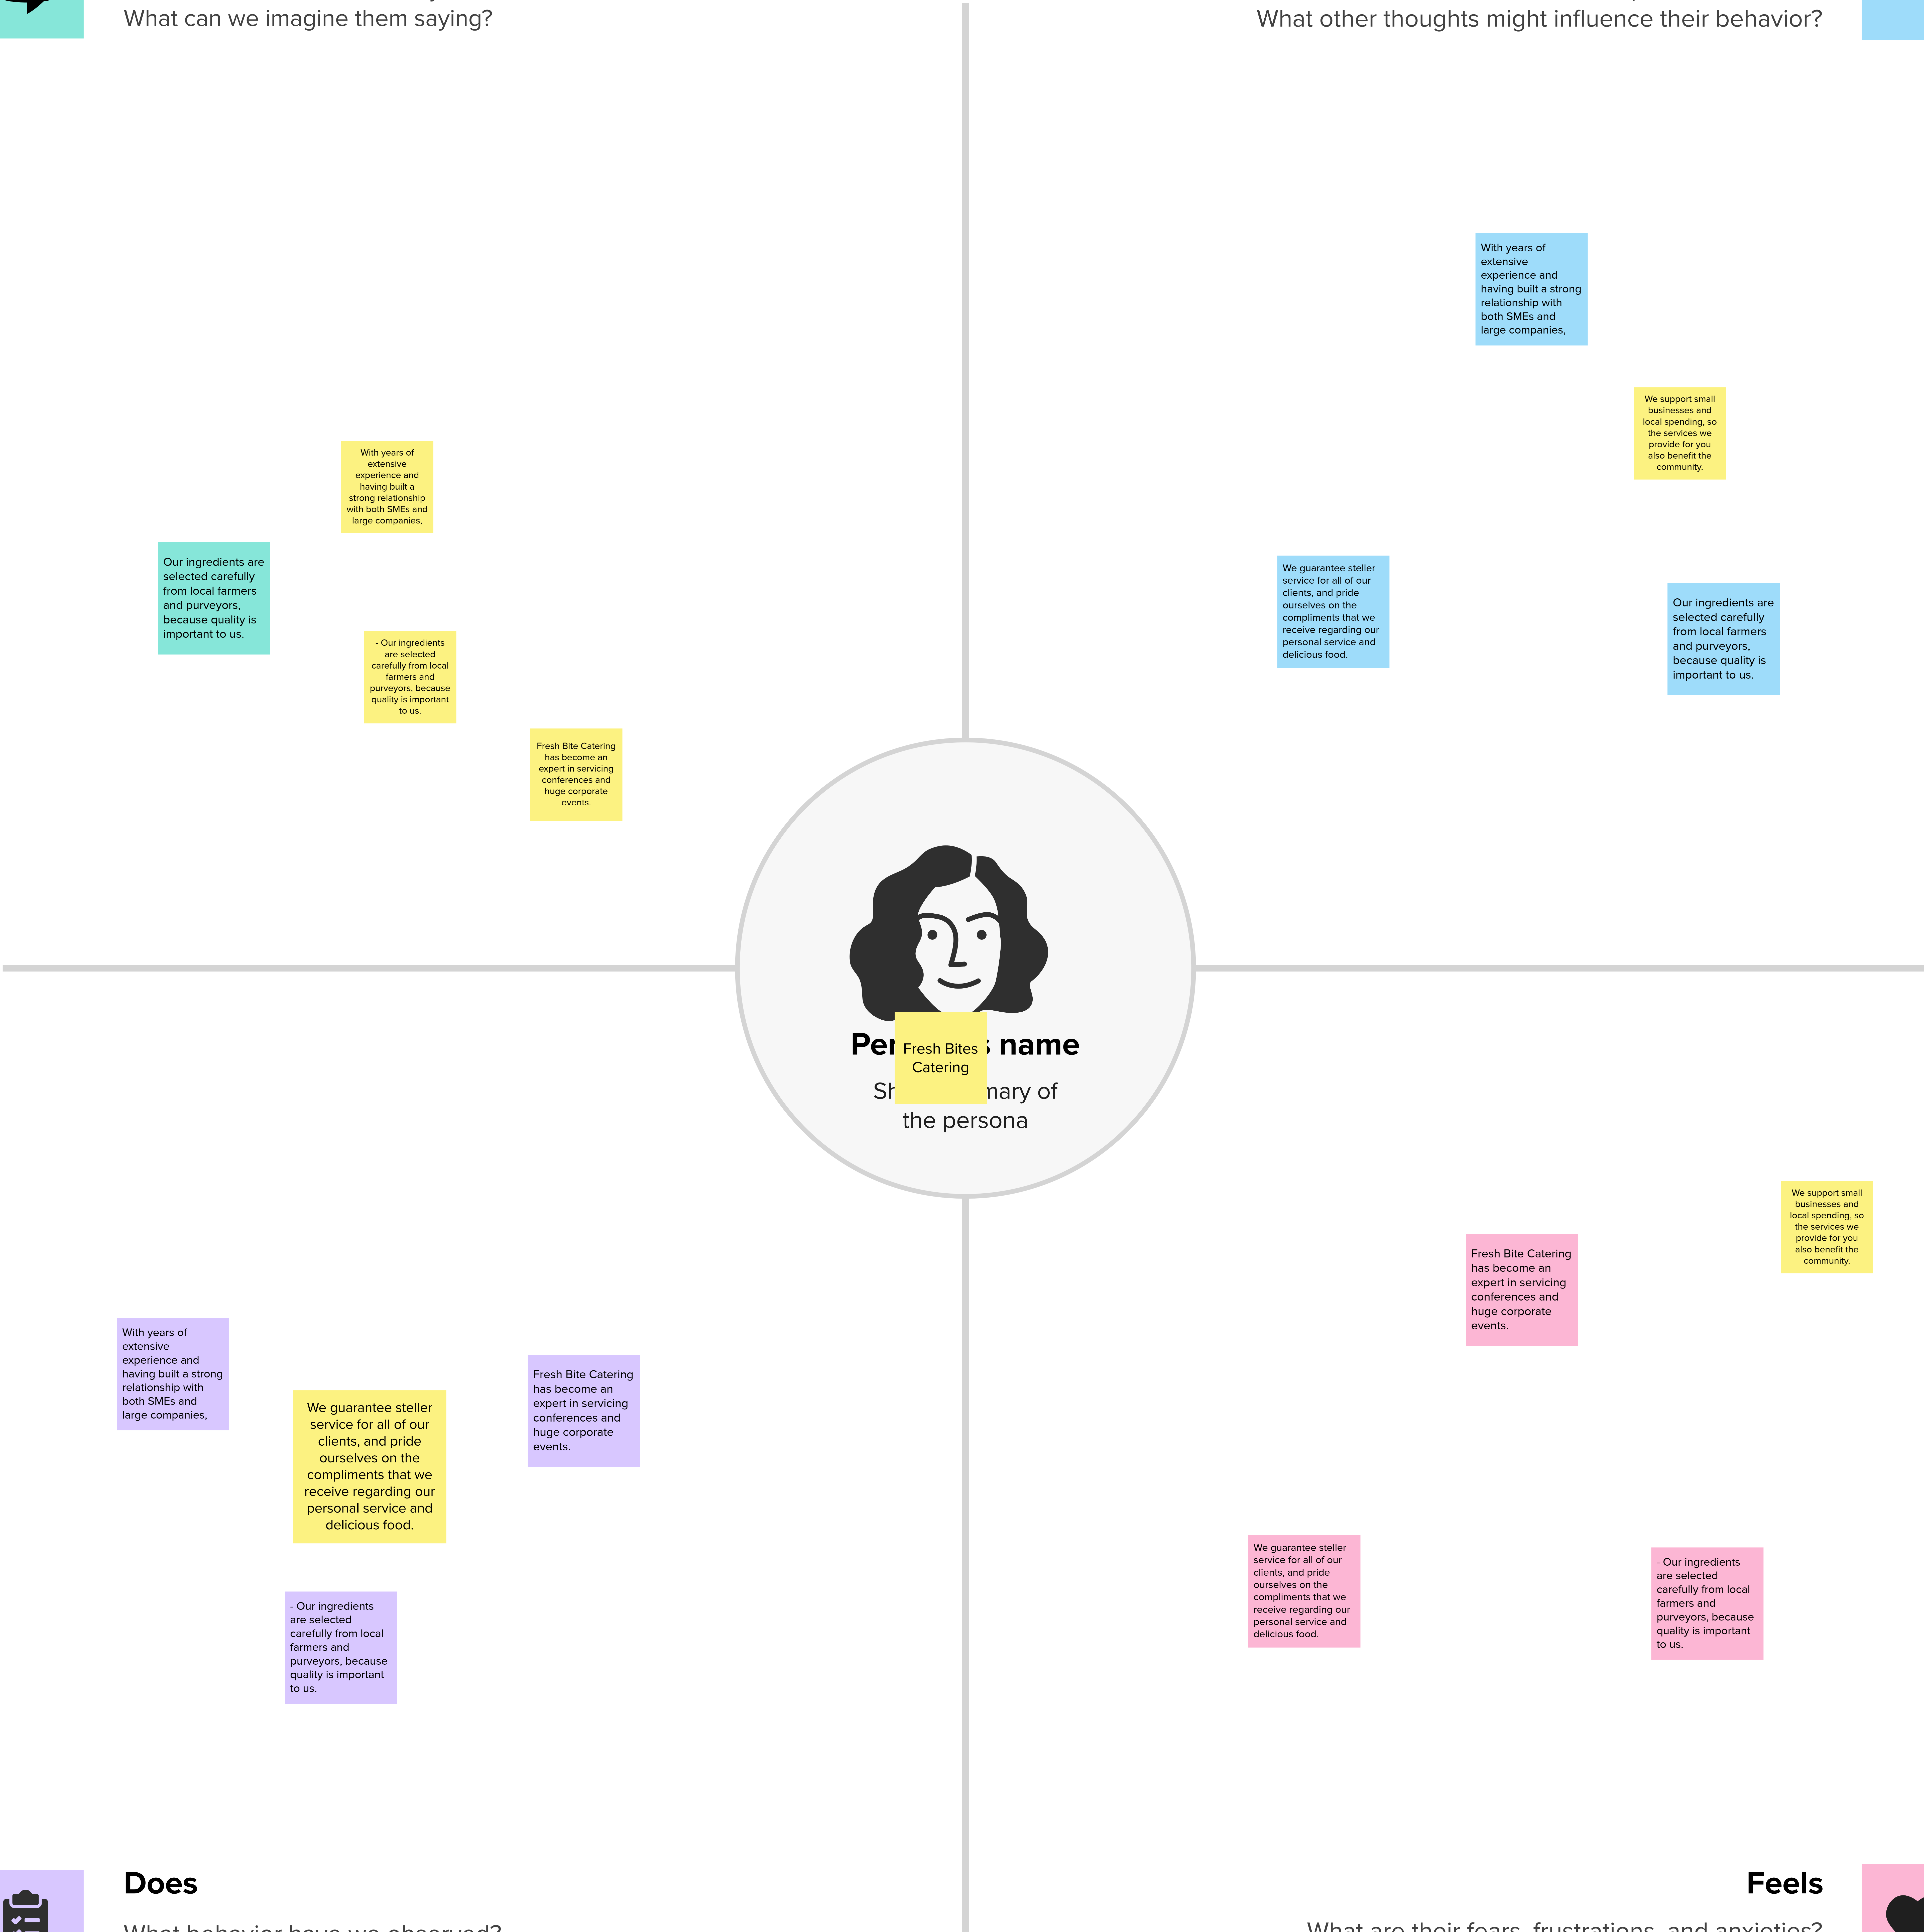 What can we imagine them saying?
What other thoughts might influence their behavior?
With years of
extensive
experience and
having built a
strong relationship
with both SMEs and
large companies,
Our ingredients are
selected carefully
from local farmers
and purveyors,
because quality is
important to us.
- Our ingredients
are selected
carefully from local
farmers and
purveyors, because
quality is important
to us.
Fresh Bite Catering
has become an
expert in servicing
conferences and
huge corporate
events.
With years of
extensive
experience and
having built a strong
relationship with
both SMEs and
large companies,
We support small
businesses and
local spending, so
the services we
provide for you
also benefit the
community.
We guarantee steller
service for all of our
clients, and pride
ourselves on the
compliments that we
receive regarding our
personal service and
delicious food.
Our ingredients are
selected carefully
from local farmers
and purveyors,
because quality is
important to us.
name
Fresh Bites
Catering
of
the persona
With years of
extensive
experience and
having built a strong
relationship with
both SMEs and
large companies,
We guarantee steller
service for all of our
clients, and pride
ourselves on the
compliments that we
receive regarding our
personal service and
delicious food.
Fresh Bite Catering
has become an
expert in servicing
conferences and
huge corporate
events.
- Our ingredients
are selected
carefully from local
farmers and
purveyors, because
quality is important
to us.
We support small
businesses and
local spending, so
the services we
provide for you
also benefit the
community.
Fresh Bite Catering
has become an
expert in servicing
conferences and
huge corporate
events.
We guarantee steller
service for all of our
clients, and pride
ourselves on the
compliments that we
receive regarding our
personal service and
delicious food.
- Our ingredients
are selected
carefully from local
farmers and
purveyors, because
quality is important
to us.
Does
What behavior have we observed?
Feels
What are their fears, frustrations, and anxieties?